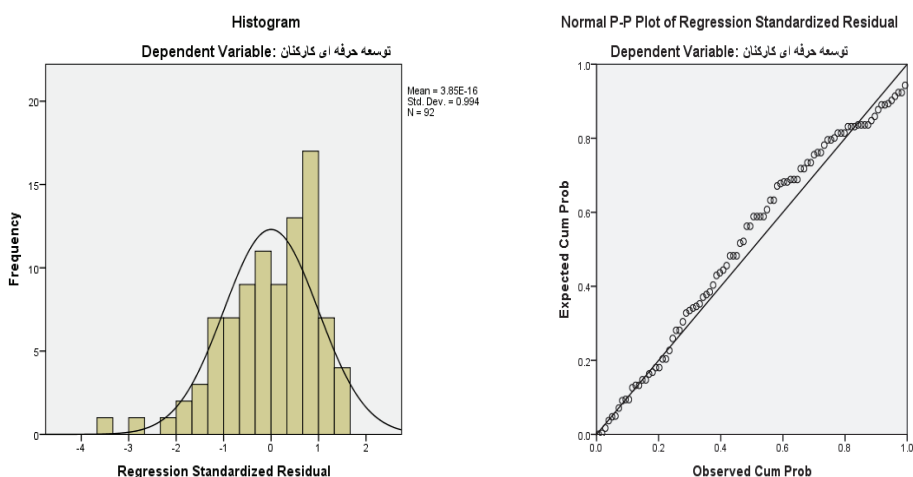 Histogram
Dependent Variable: توسعه حرفه ای کارکنان
Mean = 3.85E-16
Std. Dev. = 0.994
N = 92
Frequency
20
15
10
5
0
-4 -3 -2 -1 0 1 2
Regression Standardized Residual
Normal P-P Plot of Regression Standardized Residual
Dependent Variable: توسعه حرفه ای کارکنان
Expected Cum Prob
1.0
0.8
0.6
0.4
0.2
0.0
0.0 0.2 0.4 0.6 0.8 1.0
Observed Cum Prob